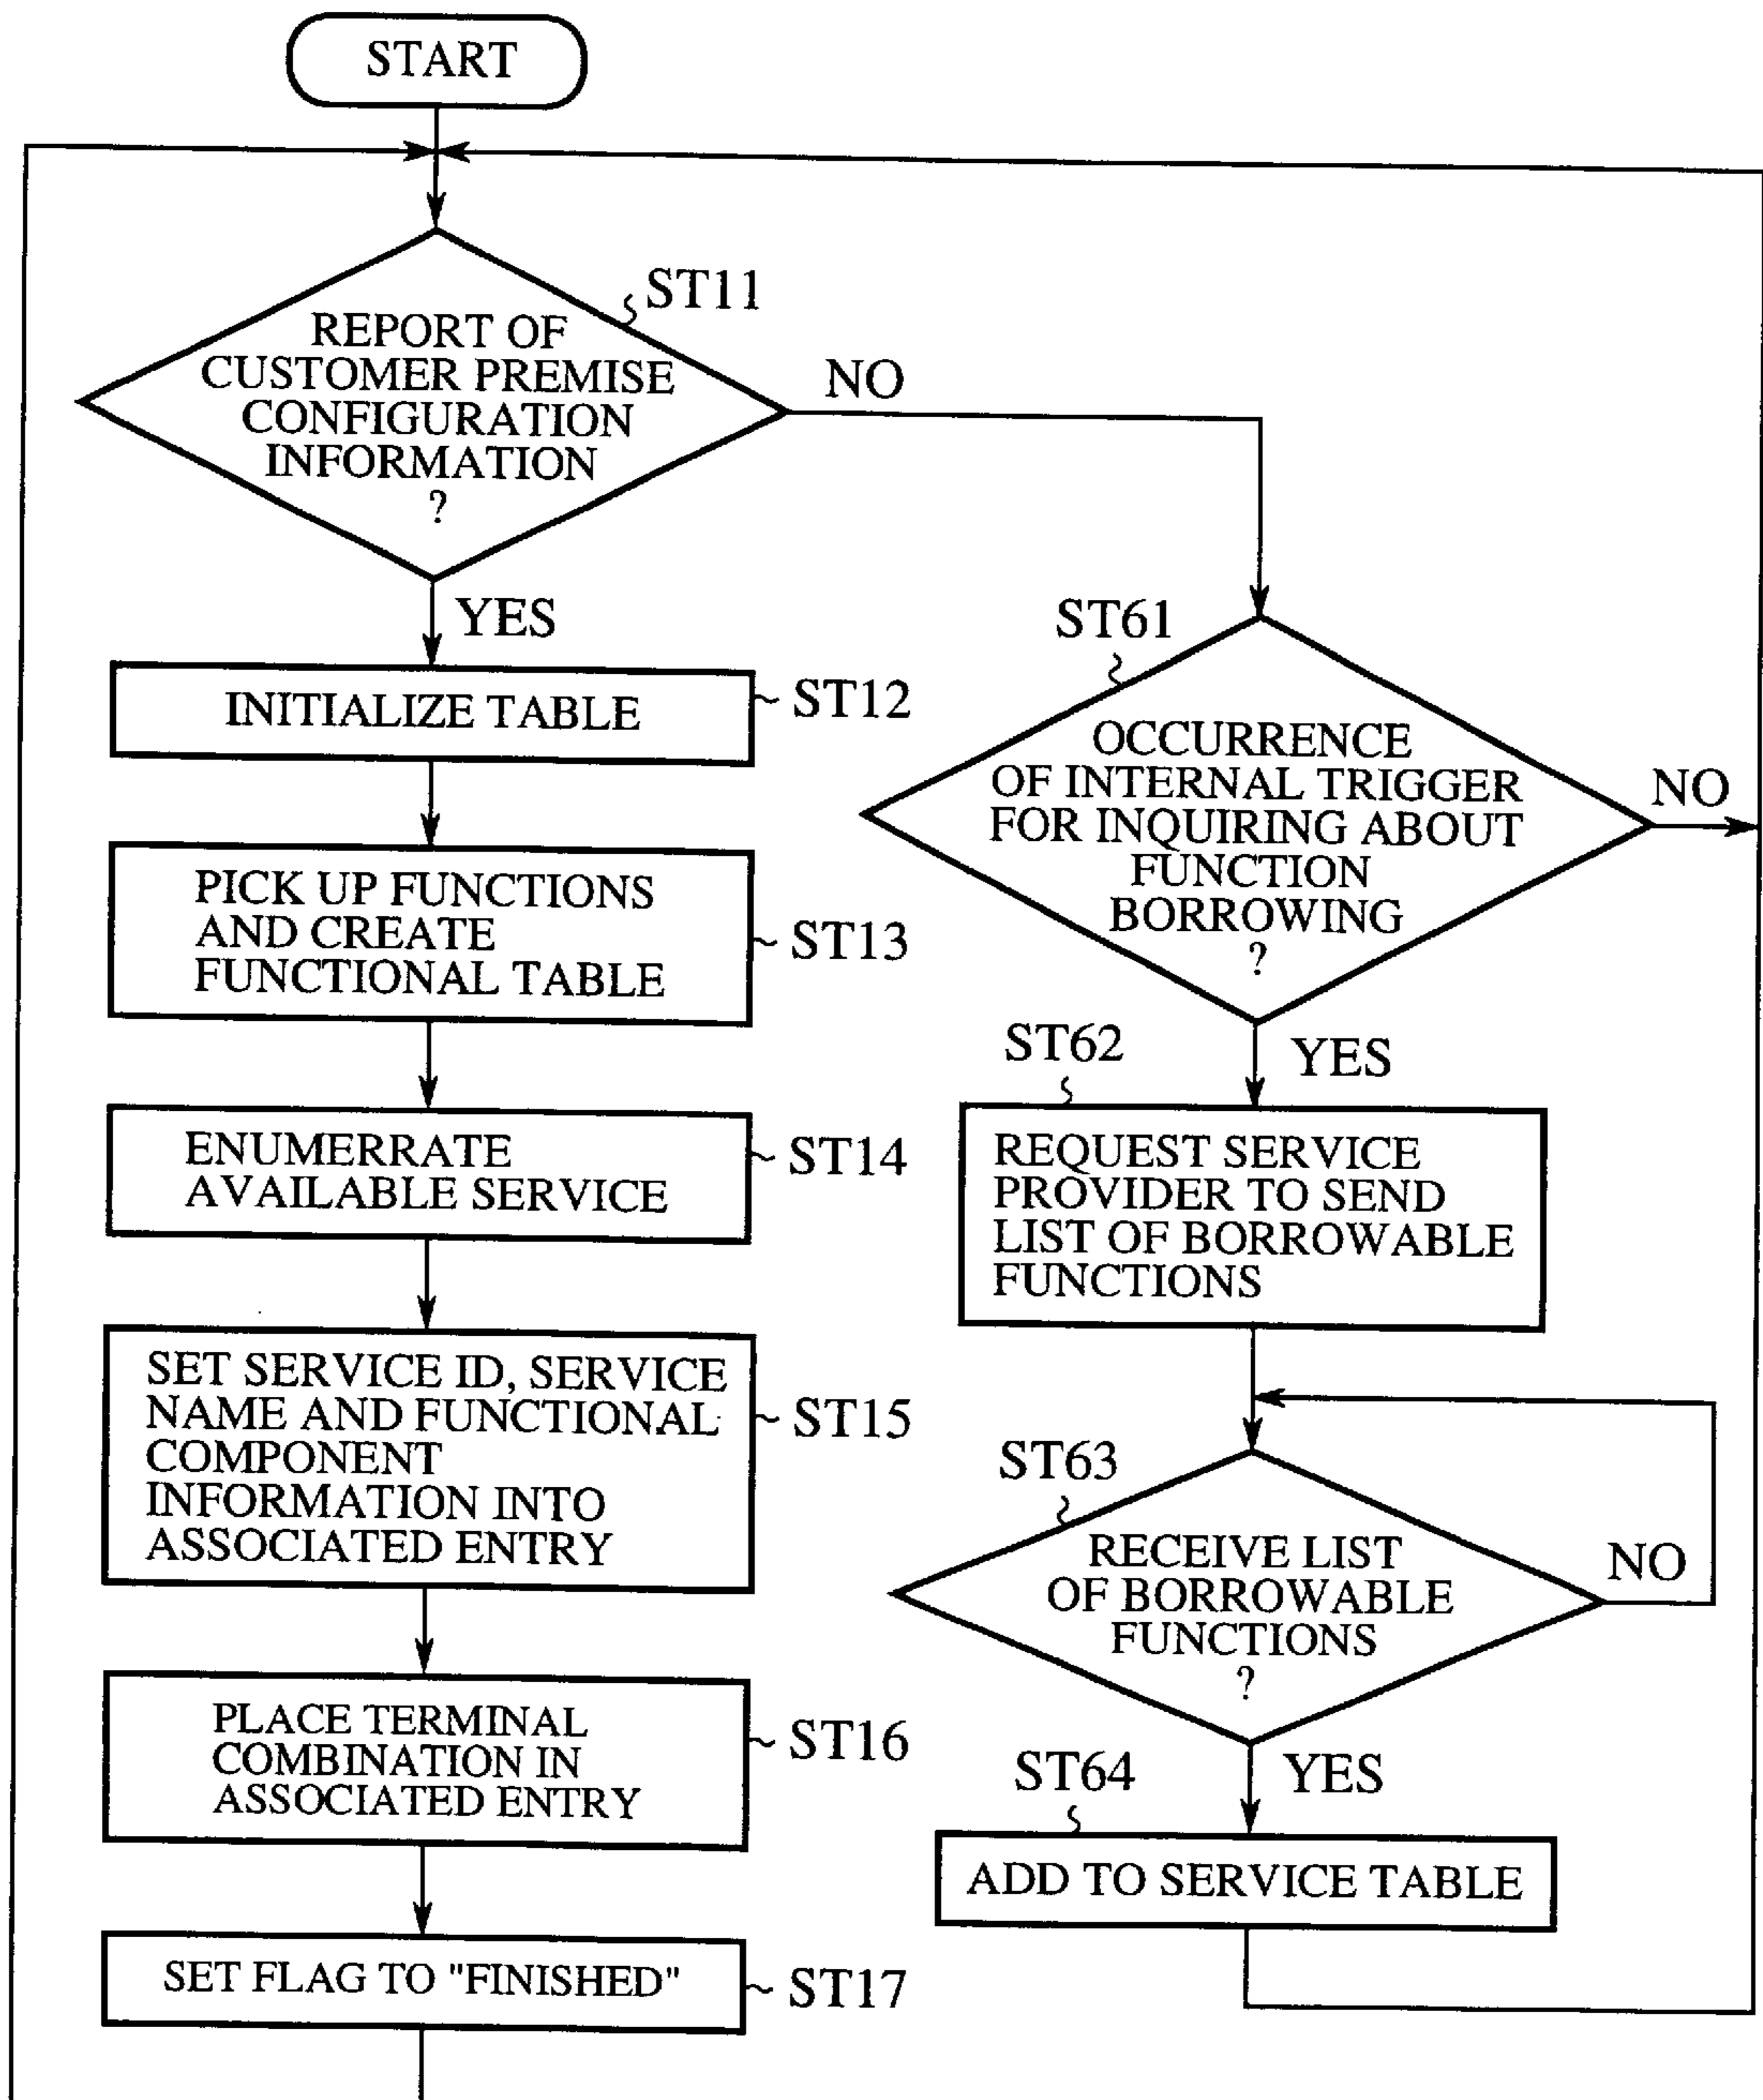 START
ST11
REPORT OF
CUSTOMER PREMISE
CONFIGURATION
INFORMATION
?
NO
YES
INITIALIZE TABLE
ST12
PICK UP FUNCTIONS
AND CREATE
FUNCTIONAL TABLE
ST13
ENUMERRATE
AVAILABLE SERVICE
ST14
SET SERVICE ID, SERVICE
NAME AND FUNCTIONAL
COMPONENT
INFORMATION INTO
ASSOCIATED ENTRY
ST15
PLACE TERMINAL
COMBINATION IN
ASSOCIATED ENTRY
ST16
SET FLAG TO "FINISHED"
ST17
ST61
OCCURRENCE
OF INTERNAL TRIGGER
FOR INQUIRING ABOUT
FUNCTION
BORROWING
?
NO
YES
ST62
REQUEST SERVICE
PROVIDER TO SEND
LIST OF BORROWABLE
FUNCTIONS
ST63
RECEIVE LIST
OF BORROWABLE
FUNCTIONS
?
NO
YES
ST64
ADD TO SERVICE TABLE